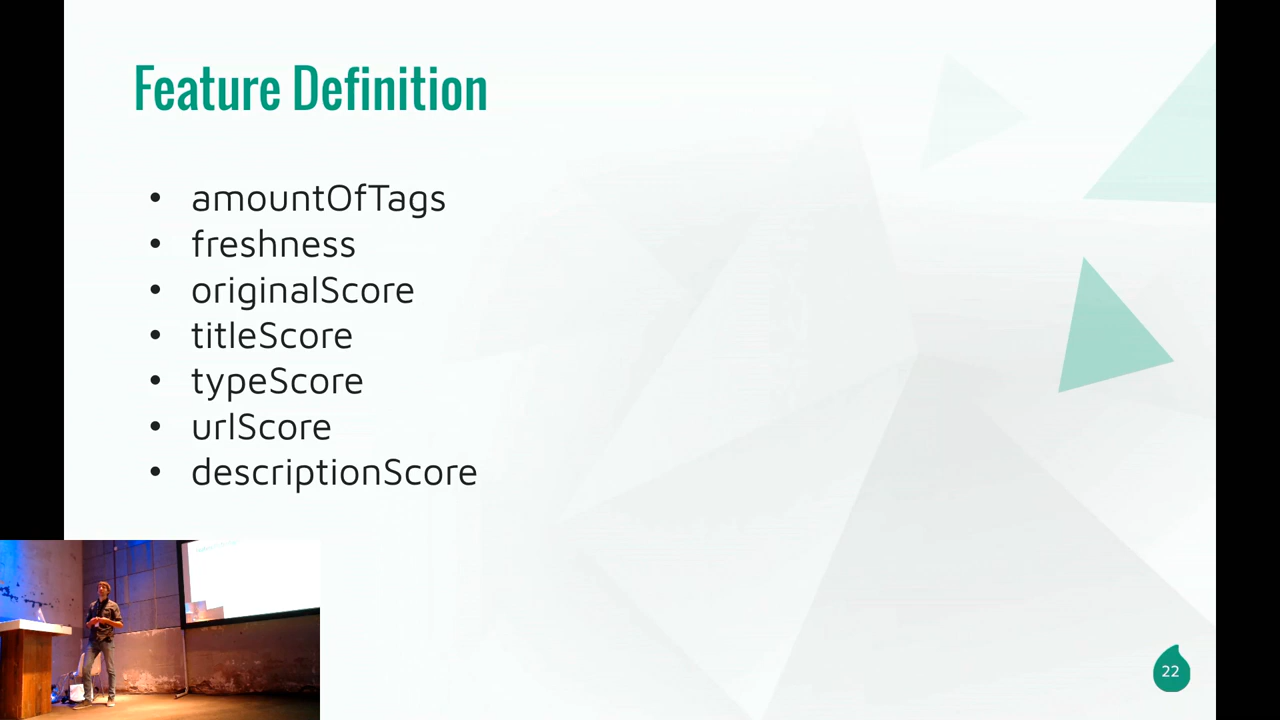 Feature Definition
• amountOfTags
• freshness
• originalScore
• titleScore
• typeScore
• urlScore
• descriptionScore
22